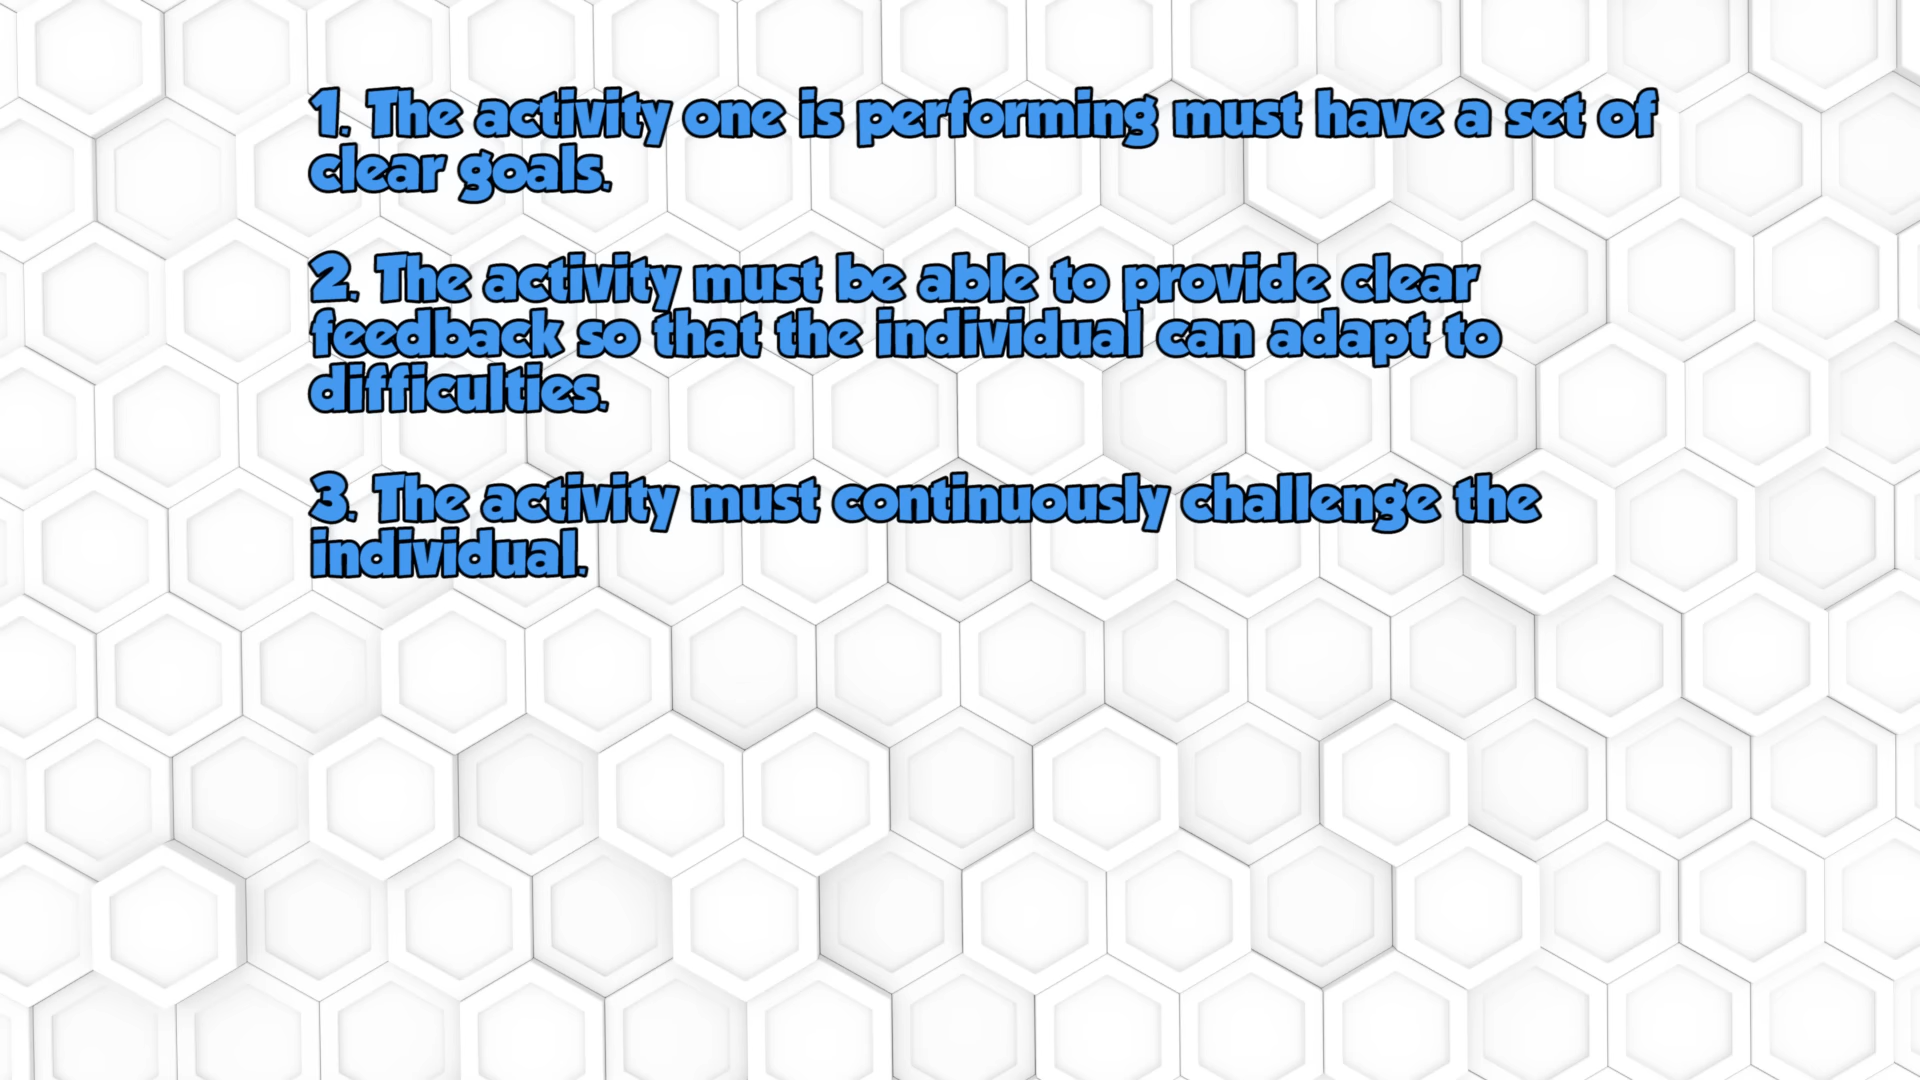 1. The activity one is performing must have a set of
clear goals.
2. The activity must be able to provide clear
feedback so that the individual can adapt to
difficulties.
3. The activity must continuously challenge the
individual.